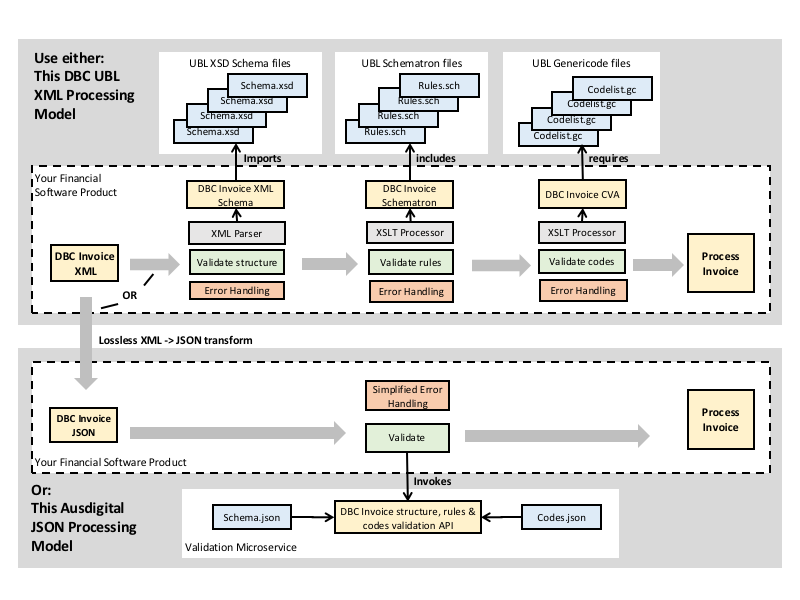 Use either:
This DBC UBL
XML Processing
Model
UBL XSD Schema files
Schema.xsd
Schema.xsd
Schema.xsd
Schema.xsd
UBL Schematron files
Rules.sch
Rules.sch
Rules.sch
Rules.sch
UBL Genericode files
Codelist.gc
Codelist.gc
Codelist.gc
Codelist.gc
Imports
includes
requires
Your Financial
Software Product
DBC Invoice XML
Schema
DBC Invoice
Schematron
DBC Invoice CVA
XML Parser
XSLT Processor
XSLT Processor
DBC Invoice
XML
Validate structure
Validate rules
Validate codes
Process
Invoice
OR
Error Handling
Error Handling
Error Handling
Lossless XML -> JSON transform
Simplified Error
Handling
DBC Invoice
JSON
Validate
Process
Invoice
Your Financial Software Product
Invokes
Or:
This Ausdigital
JSON Processing
Model
Schema.json
DBC Invoice structure, rules &
codes validation API
Codes.json
Validation Microservice